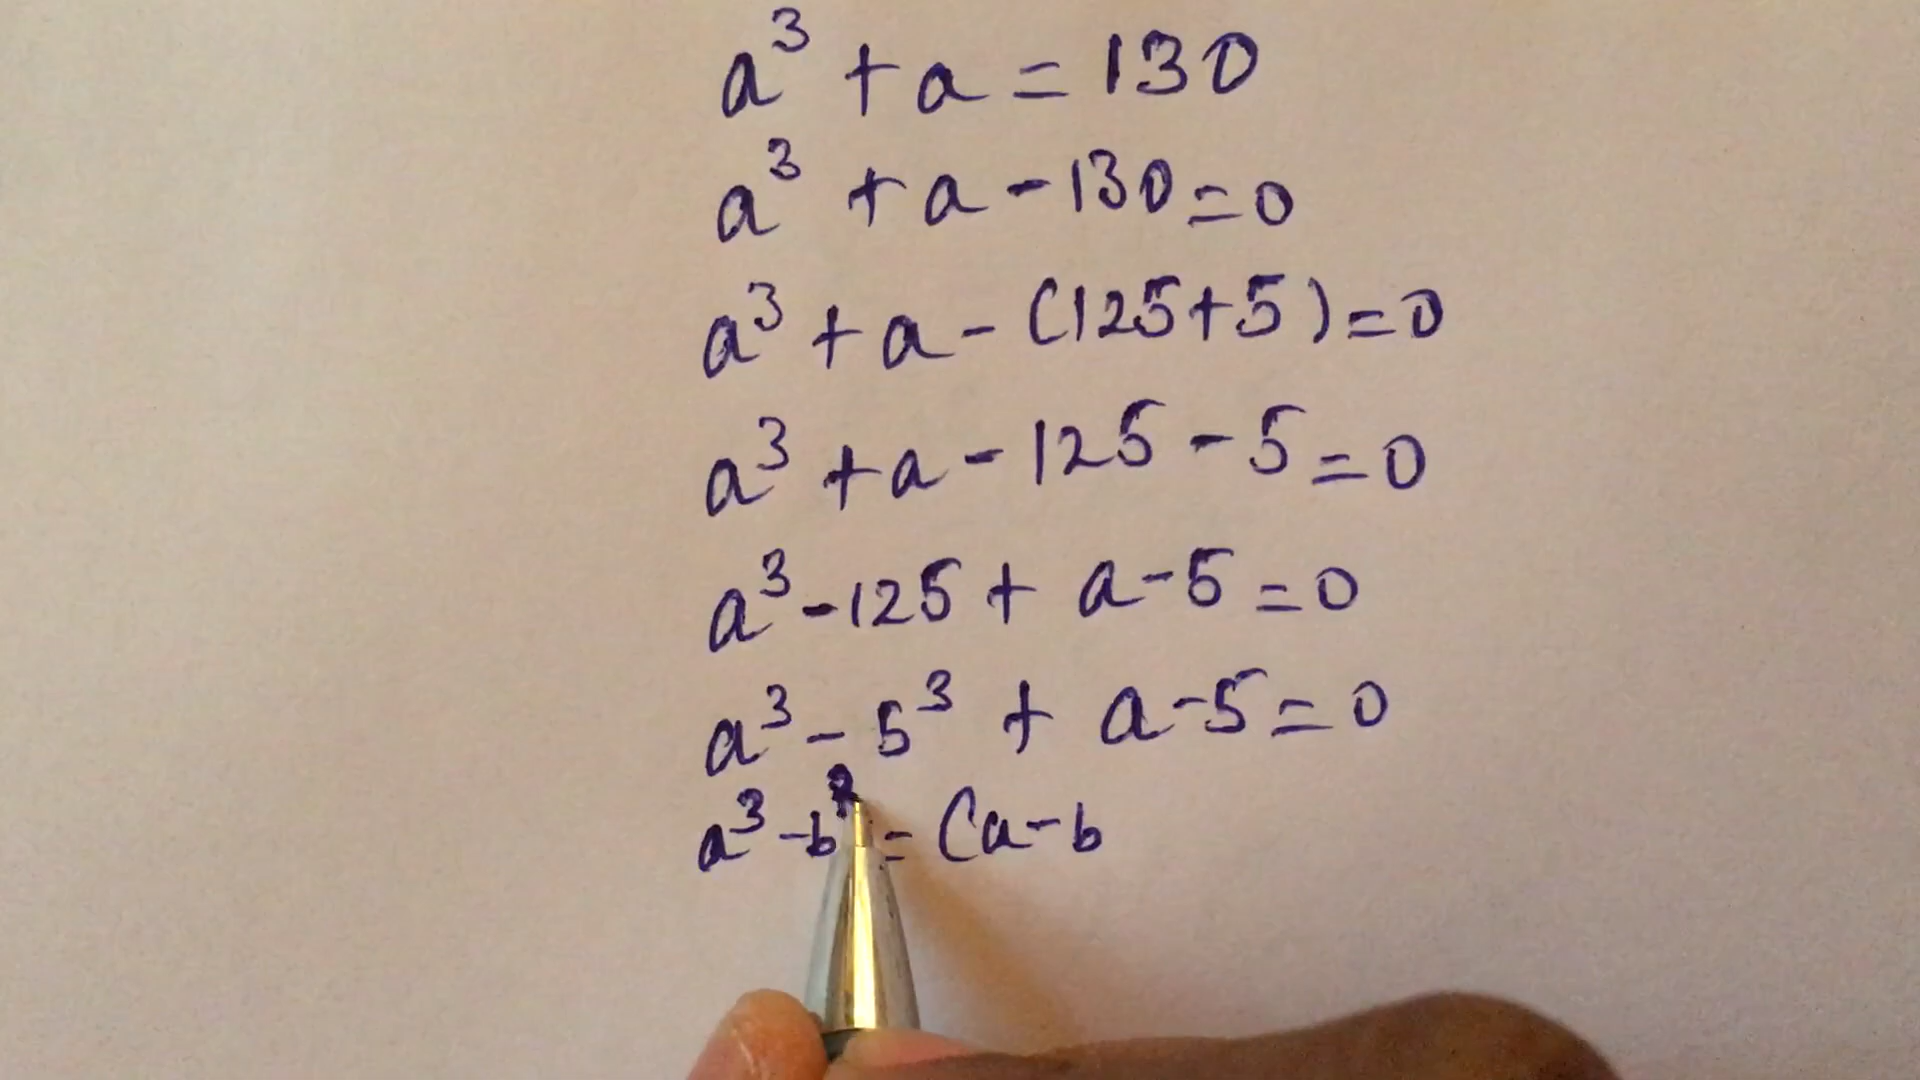 a³ + a = 130
a³ + a - 130 = 0
a³ + a - (125 + 5) = 0
a³ + a - 125 - 5 = 0
a³ - 125 + a - 5 = 0
a³ - 5³ + a - 5 = 0
a³ - b = (a - b